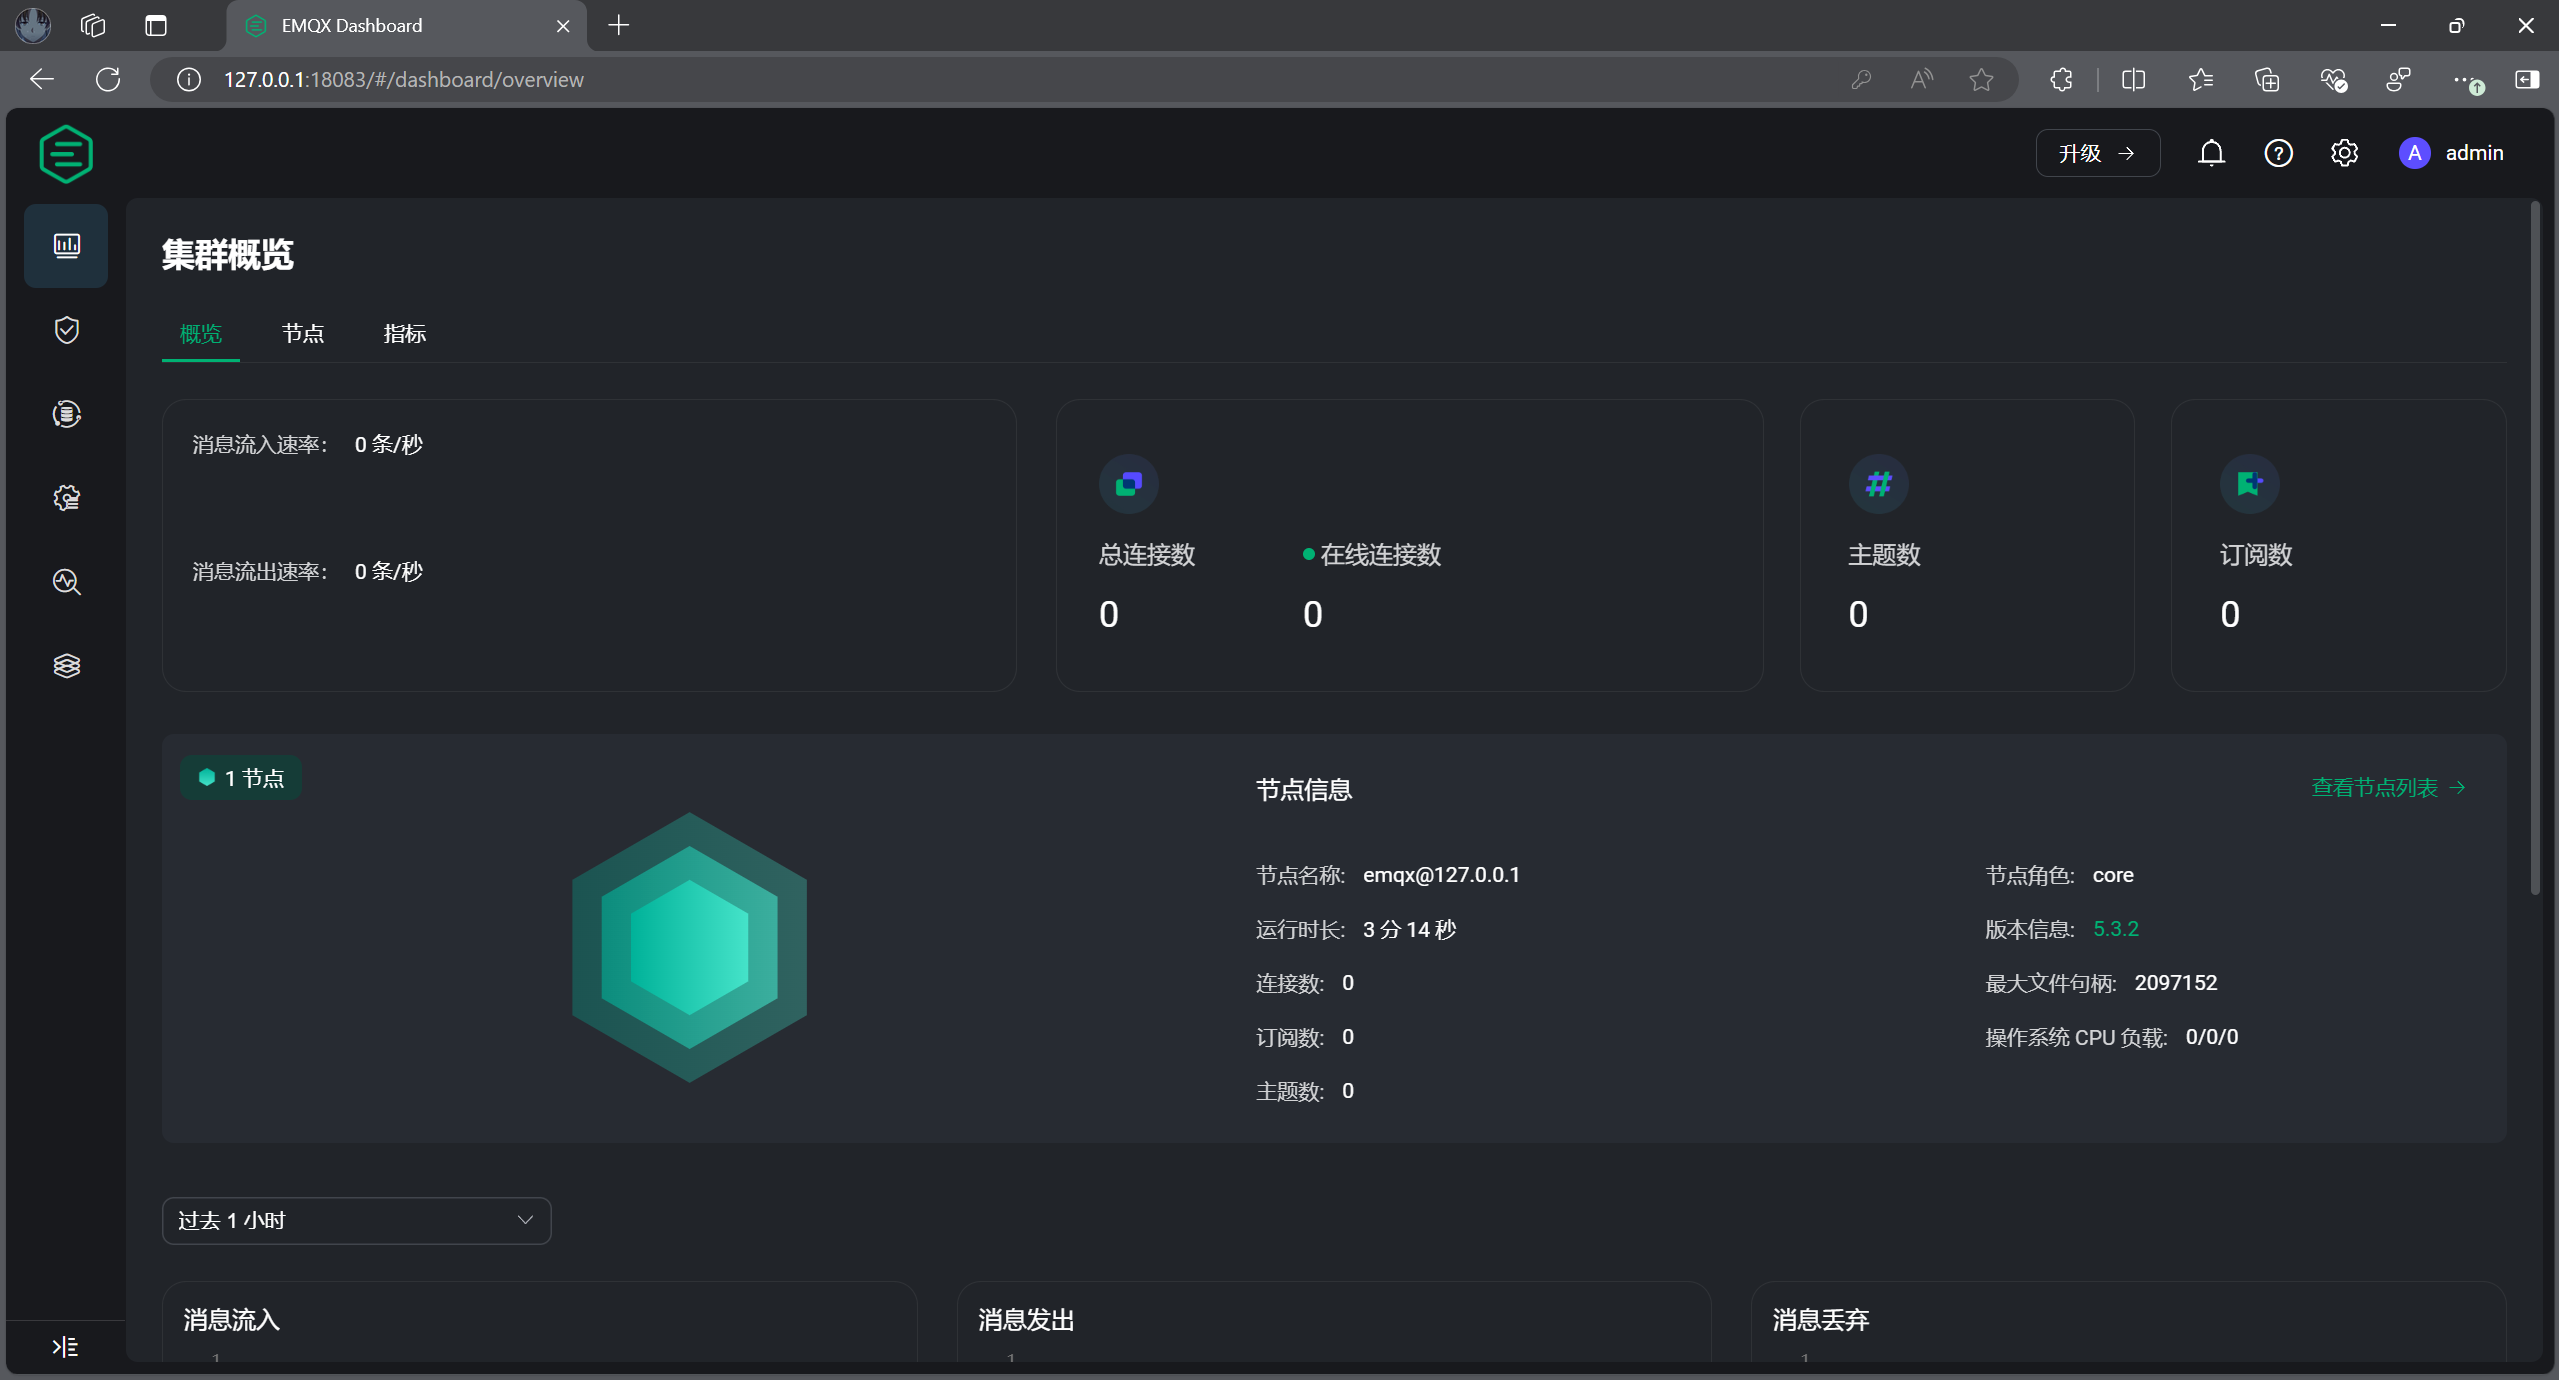 EMQX Dashboard
127.0.0.1:18083/#/dashboard/overview
升级 →
A admin
集群概览
概览 节点 指标
消息流入速率： 0 条/秒
消息流出速率： 0 条/秒
总连接数
0
在线连接数
0
主题数
0
订阅数
0
1 节点
节点信息
查看节点列表 →
节点名称: emqx@127.0.0.1
节点角色: core
运行时长: 3 分 14 秒
版本信息: 5.3.2
连接数: 0
最大文件句柄: 2097152
订阅数: 0
操作系统 CPU 负载: 0/0/0
主题数: 0
过去 1 小时
消息流入
1
消息发出
1
消息丢弃
1